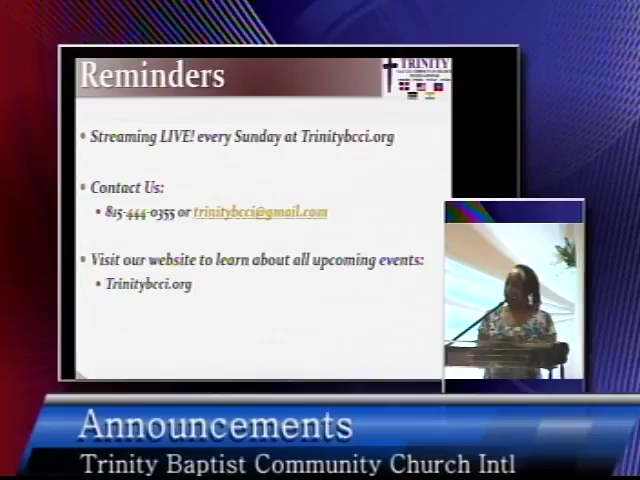 Reminders
TRINITY
• Streaming LIVE! every Sunday at Trinitybcci.org
• Contact Us:
• 815-444-0355 or trinitybcci@gmail.com
• Visit our website to learn about all upcoming events:
• Trinitybcci.org
Announcements
Trinity Baptist Community Church Intl